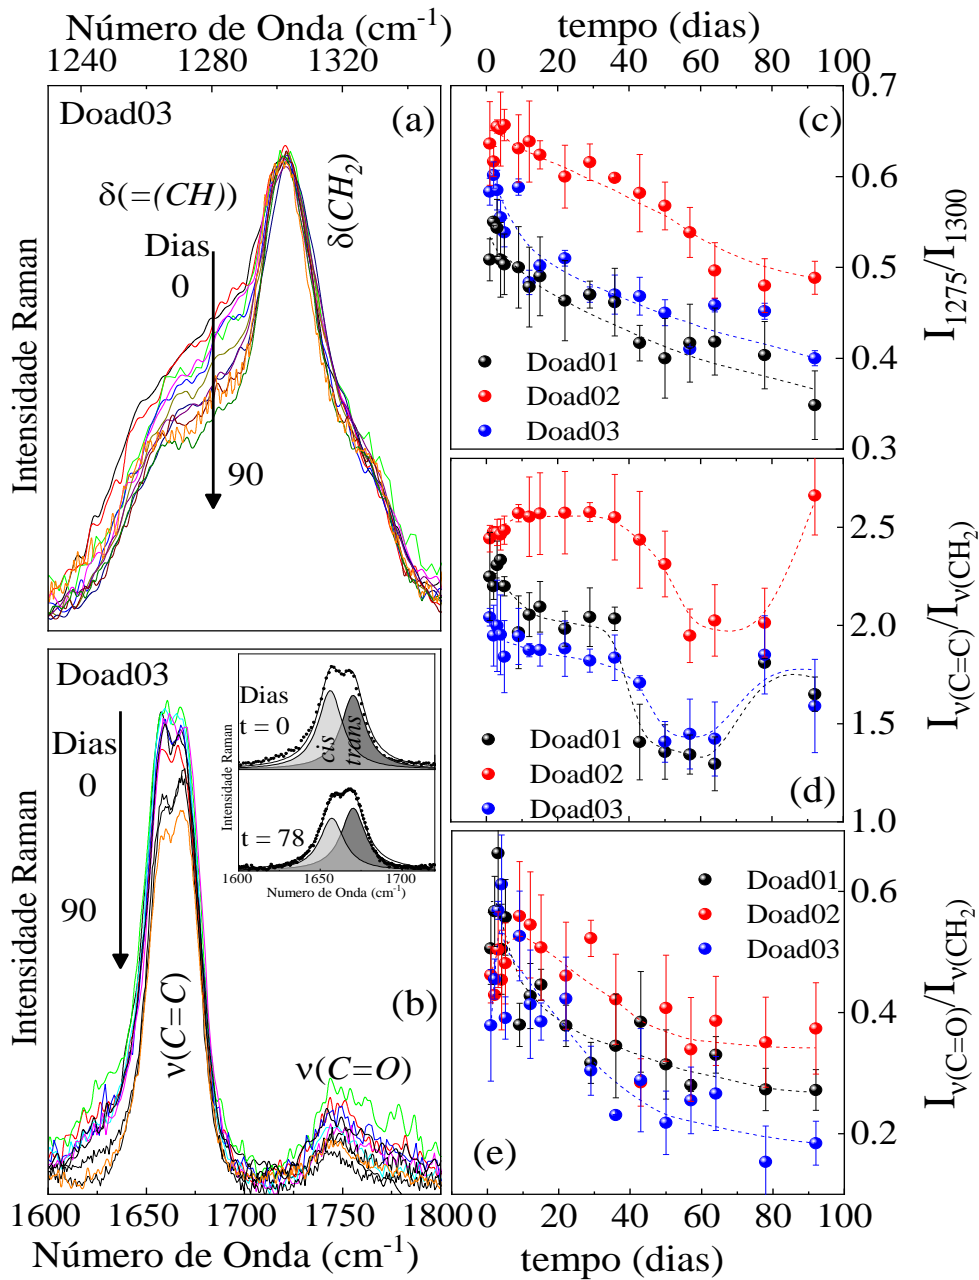 Número de Onda (cm-1)
1240 1280 1320
Doad03
(a)
δ(=(CH))
δ(CH2)
Dias
0
90
Intensidade Raman
Doad03
(b)
Dias
0
90
ν(C=C)
ν(C=O)
Intensidade Raman
1600 1650 1700 1750 1800
Número de Onda (cm-1)
Dias
t = 0
cis
trans
t = 78
Intensidade Raman
1600 1650 1700
Numero de Onda (cm-1)
tempo (dias)
0 20 40 60 80 100
(c)
0.7
0.6
0.5
0.4
0.3
I1275/I1300
Doad01
Doad02
Doad03
2.5
2.0
1.5
1.0
Iν(C=C)/Iν(CH2)
Doad01
Doad02
Doad03
(d)
Doad01
Doad02
Doad03
0.6
0.4
0.2
Iν(C=O)/Iν(CH2)
(e)
0 20 40 60 80 100
tempo (dias)